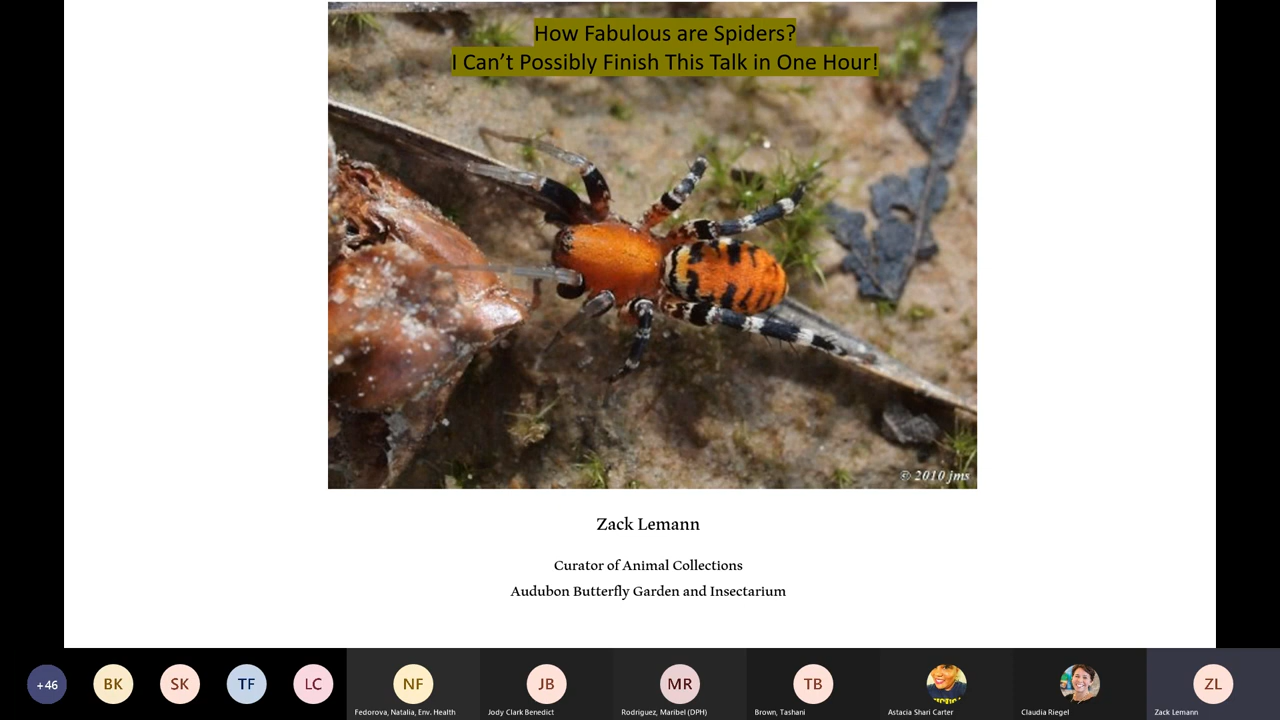 How Fabulous are Spiders?
I Can't Possibly Finish This Talk in One Hour!
© 2010 jms
Zack Lemann
Curator of Animal Collections
Audubon Butterfly Garden and Insectarium
+46
BK
SK
TF
LC
NF
JB
MR
TB
ZL
Fedorova, Natalia, Env. Health
Jody Clark Benedict
Rodriguez, Maribel (DPH)
Brown, Tashani
Astacia Shari Carter
Claudia Riegel
Zack Lemann